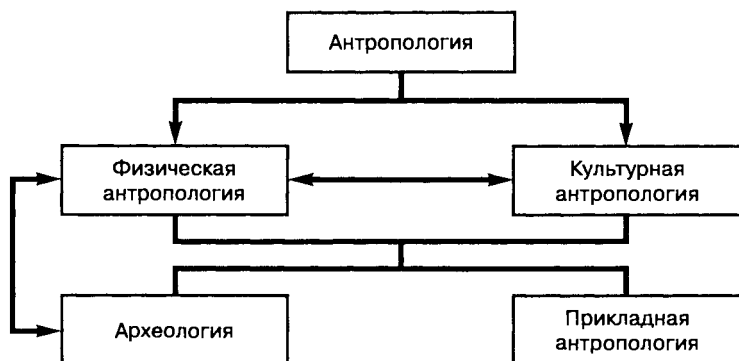 Антропология
Физическая
антропология
Культурная
антропология
Археология
Прикладная
антропология